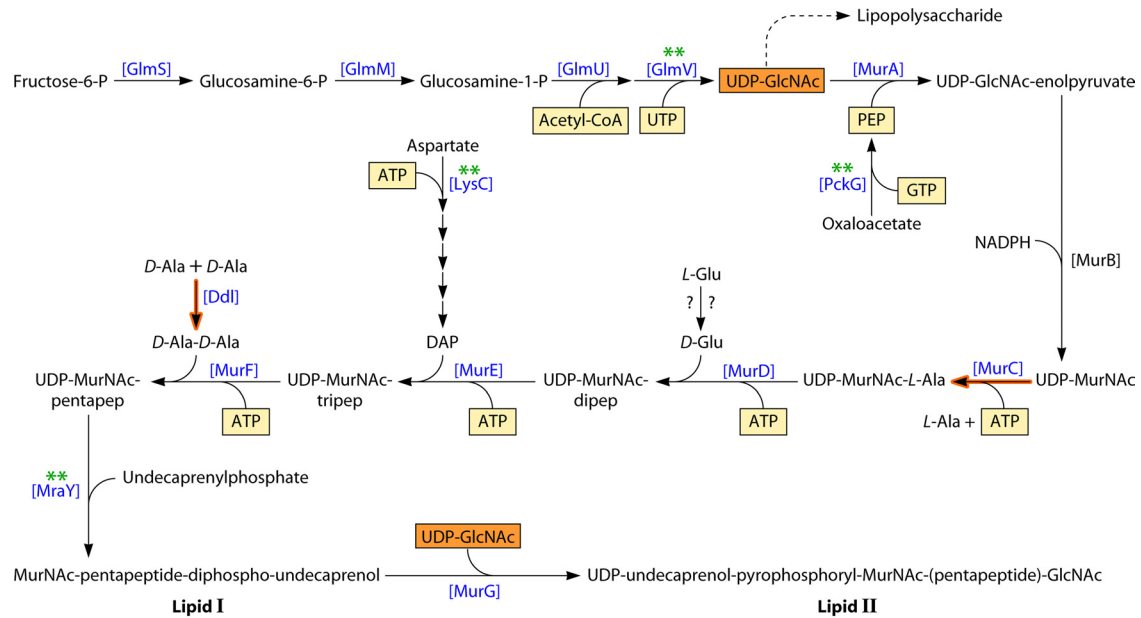 Lipopolysaccharide
**
[GlmS] [GlmM] [GlmU] [GlmV] [MurA]
Fructose-6-P Glucosamine-6-P Glucosamine-1-P UDP-GlcNAc UDP-GlcNAc-enolpyruvate
Acetyl-CoA UTP PEP
Aspartate
ATP ** [LysC]
** [PckG] GTP
Oxaloacetate
NADPH [MurB]
D-Ala + D-Ala
[Ddl]
D-Ala-D-Ala
L-Glu
? ?
D-Glu
DAP
[MurF] [MurE] [MurD] [MurC]
UDP-MurNAc-
pentapep
UDP-MurNAc-
tripep
UDP-MurNAc-
dipep
UDP-MurNAc-L-Ala UDP-MurNAc
ATP ATP ATP L-Ala + ATP
**
[MraY] Undecaprenylphosphate
UDP-GlcNAc
MurNAc-pentapeptide-diphospho-undecaprenol UDP-undecaprenol-pyrophosphoryl-MurNAc-(pentapeptide)-GlcNAc
[MurG]
Lipid I Lipid II